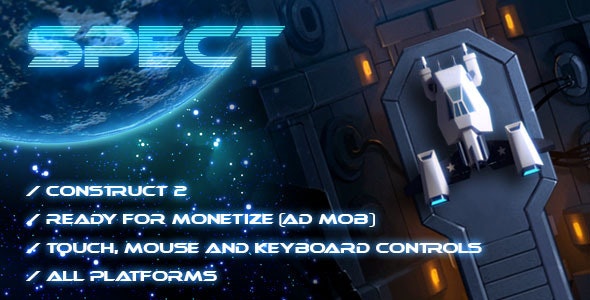 SPECT
/ CONSTRUCT 2
/ READY FOR MONETIZE (AD MOB)
/ TOUCH, MOUSE AND KEYBOARD CONTROLS
/ ALL PLATFORMS